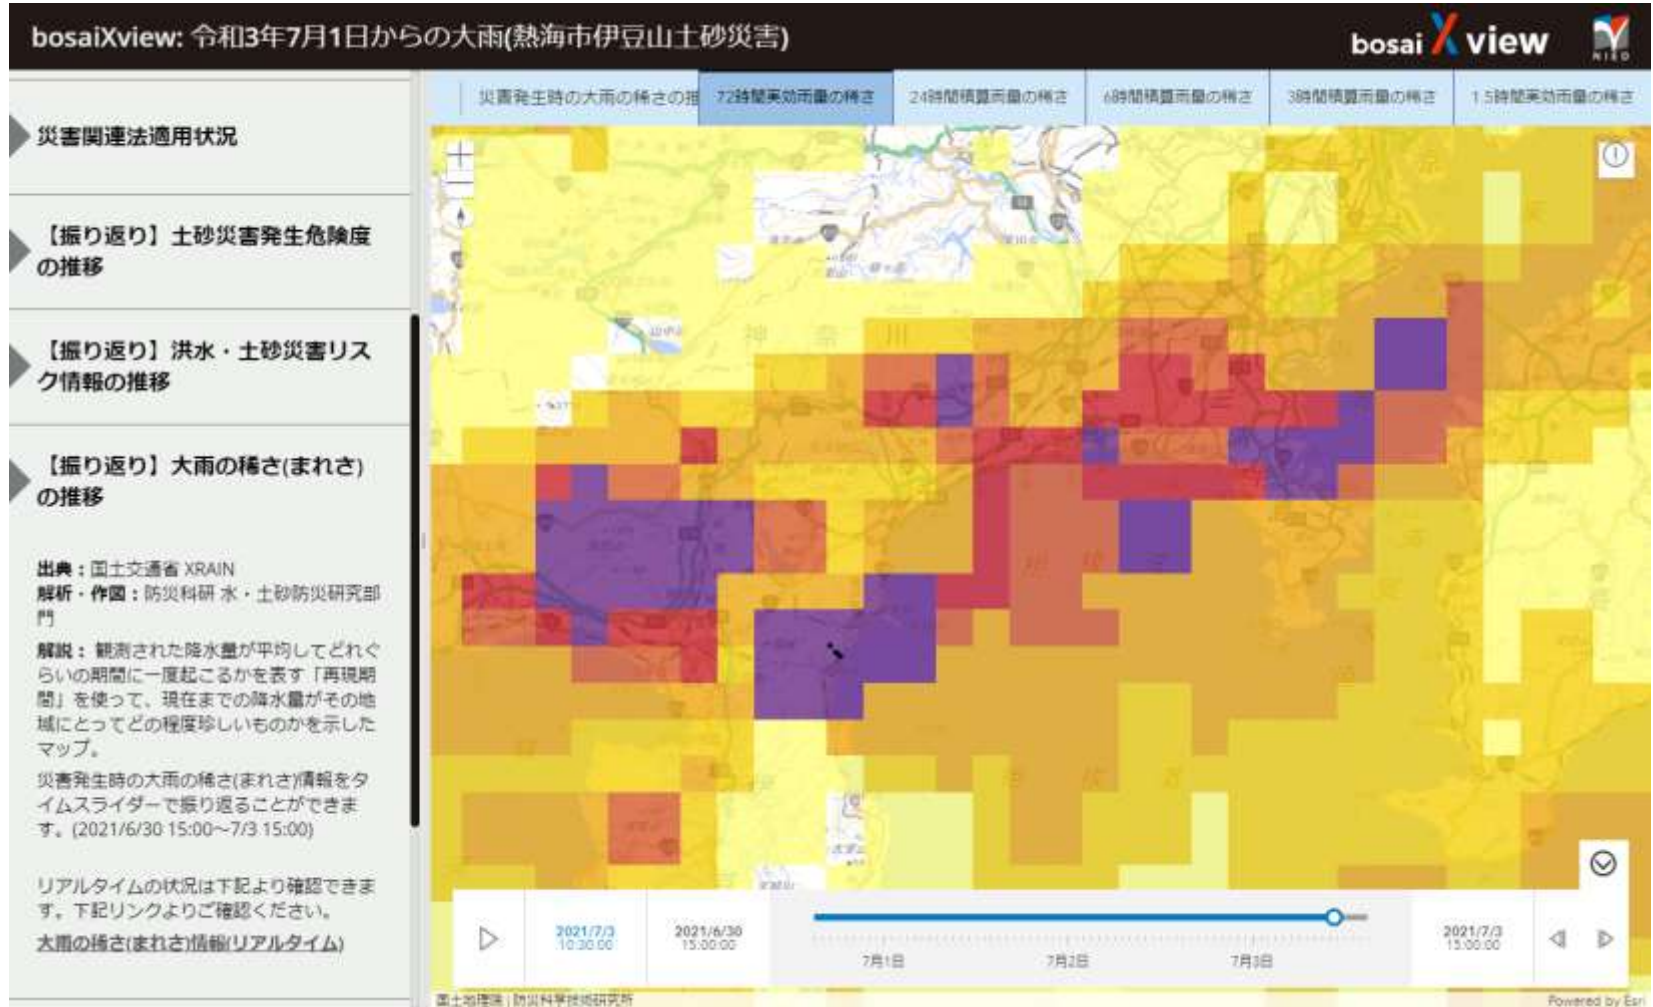 bosaiXview: 令和3年7月1日からの大雨(熱海市伊豆山土砂災害)
bosai X view
NIED
災害関連法適用状況
【振り返り】土砂災害発生危険度
の推移
【振り返り】洪水・土砂災害リス
ク情報の推移
【振り返り】大雨の稀さ(まれさ)
の推移
出典：国土交通省 XRAIN
解析・作図：防災科研 水・土砂防災研究部
門
解説： 観測された降水量が平均してどれぐ
らいの期間に一度起こるかを表す「再現期
間」を使って、現在までの降水量がその地
域にとってどの程度珍しいものかを示した
マップ。
災害発生時の大雨の稀さ(まれさ)情報をタ
イムスライダーで振り返ることができま
す。(2021/6/30 15:00～7/3 15:00)
リアルタイムの状況は下記より確認できま
す。下記リンクよりご確認ください。
大雨の稀さ(まれさ)情報(リアルタイム)
災害発生時の大雨の稀さの推
72時間実効雨量の稀さ
24時間積算雨量の稀さ
6時間積算雨量の稀さ
3時間積算雨量の稀さ
1.5時間実効雨量の稀さ
神 奈 川
2021/7/3
10:30:00
2021/6/30
15:00:00
7月1日
7月2日
7月3日
2021/7/3
15:00:00
国土地理院 | 防災科学技術研究所
Powered by Esri